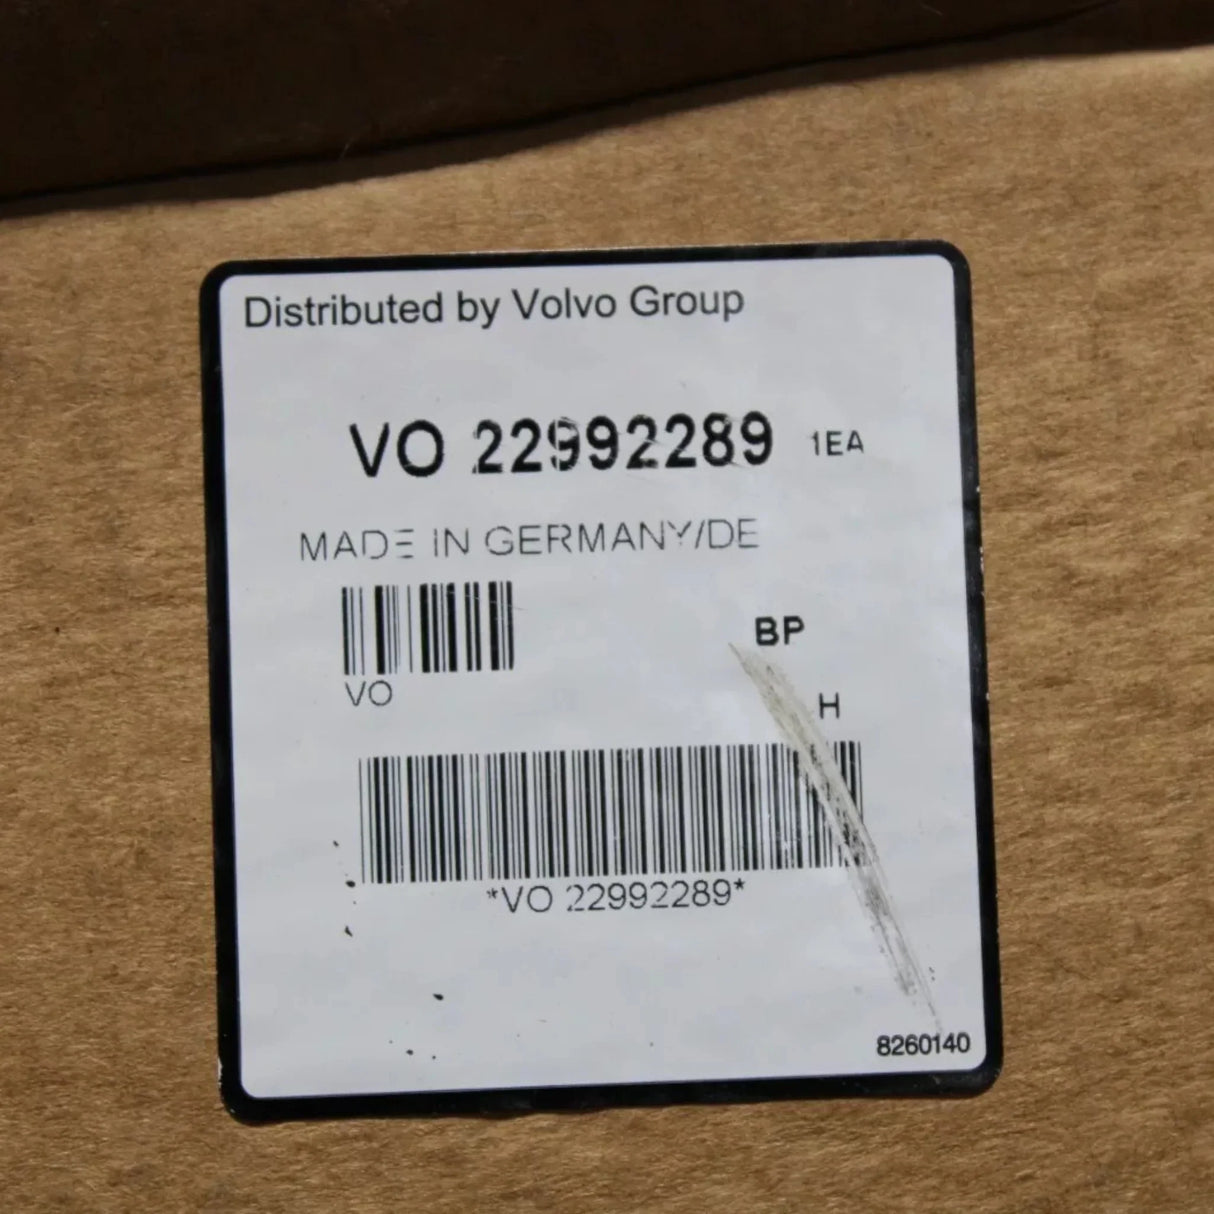 Distributed by Volvo Group
VO 22992289 1EA
MADE IN GERMANY/DE
BP
VO
H
*VO 22992289*
8260140